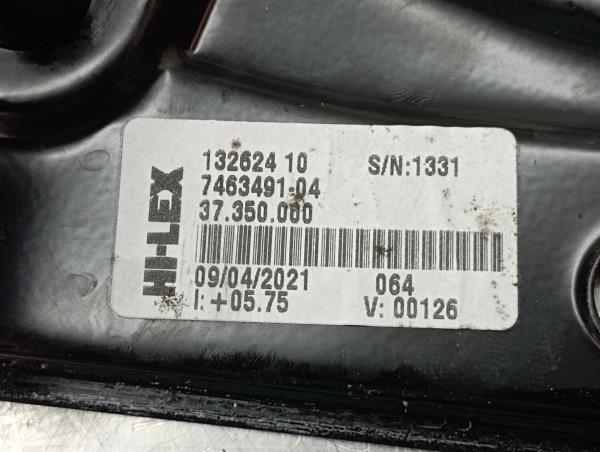 HI-LEX
132624 10 S/N:1331
7463491-04
37.350.000
09/04/2021 064
I: +05.75 V: 00126